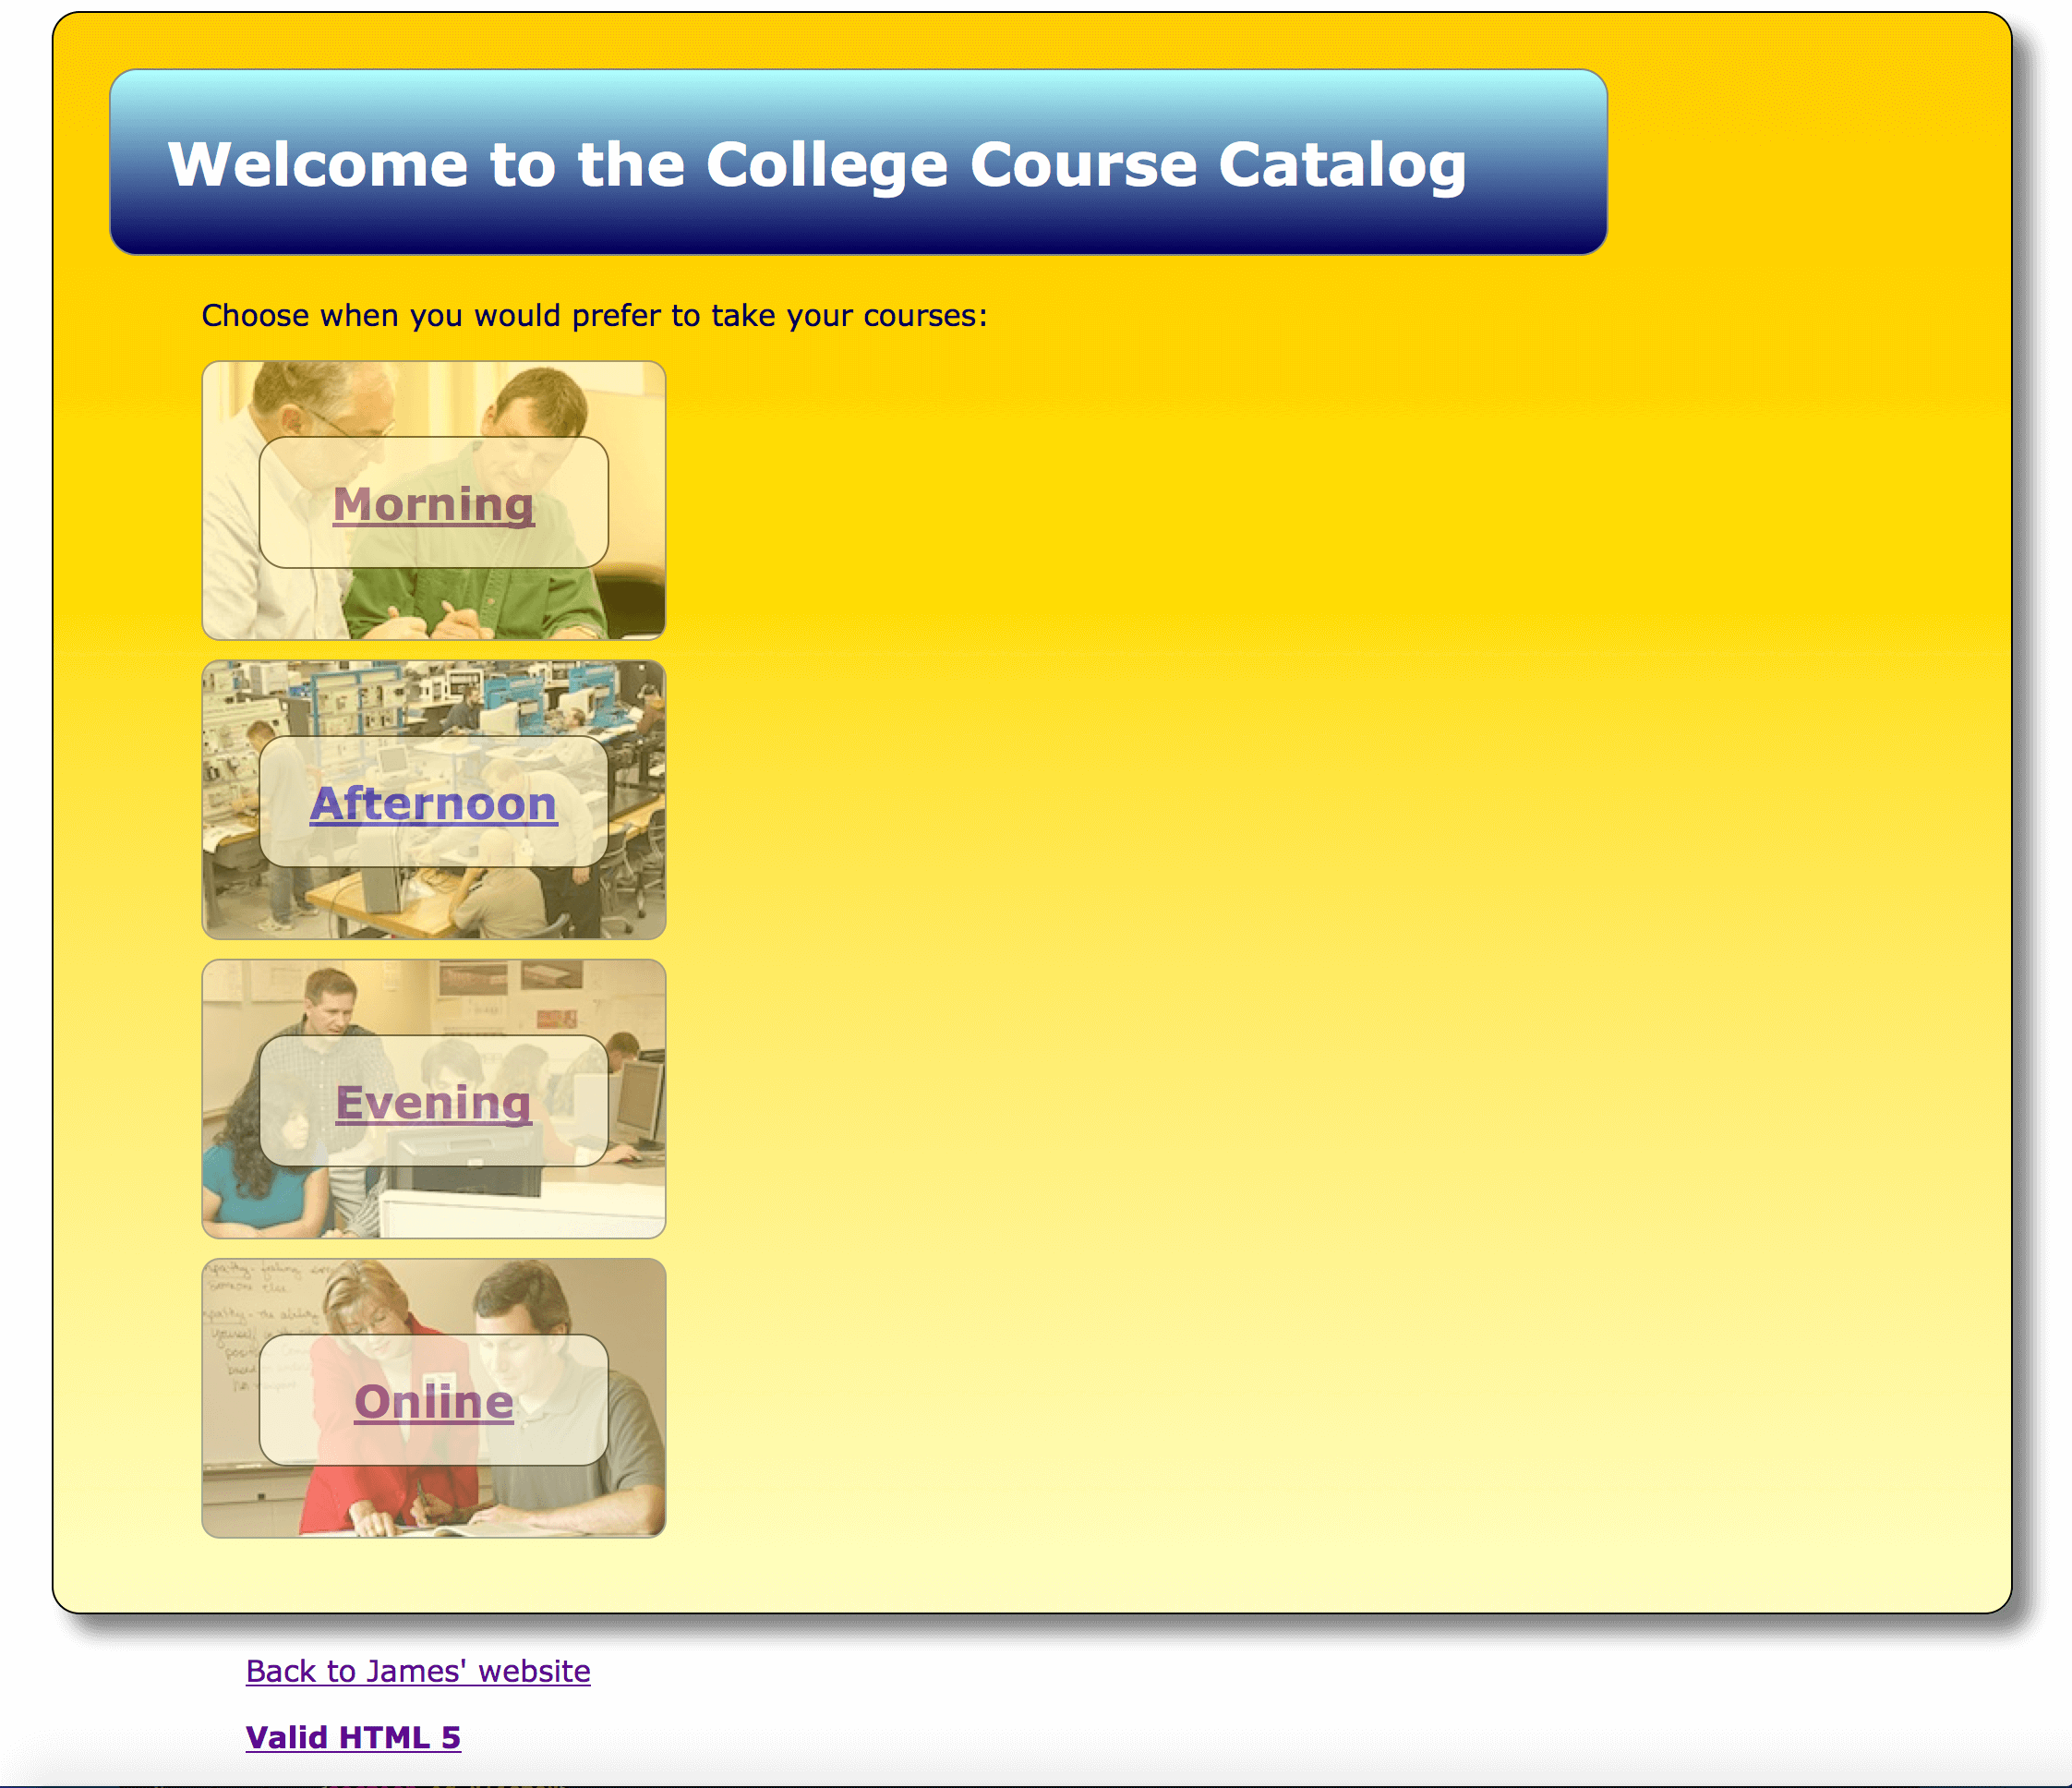 Welcome to the College Course Catalog
Choose when you would prefer to take your courses:
Morning
Afternoon
Evening
Online
Back to James' website
Valid HTML 5